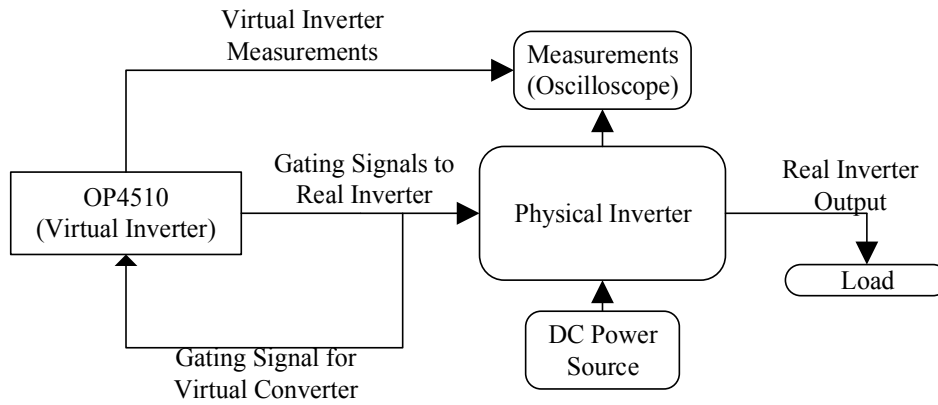 Virtual Inverter
Measurements
Measurements
(Oscilloscope)
OP4510
(Virtual Inverter)
Gating Signals to
Real Inverter
Physical Inverter
Real Inverter
Output
Load
DC Power
Source
Gating Signal for
Virtual Converter